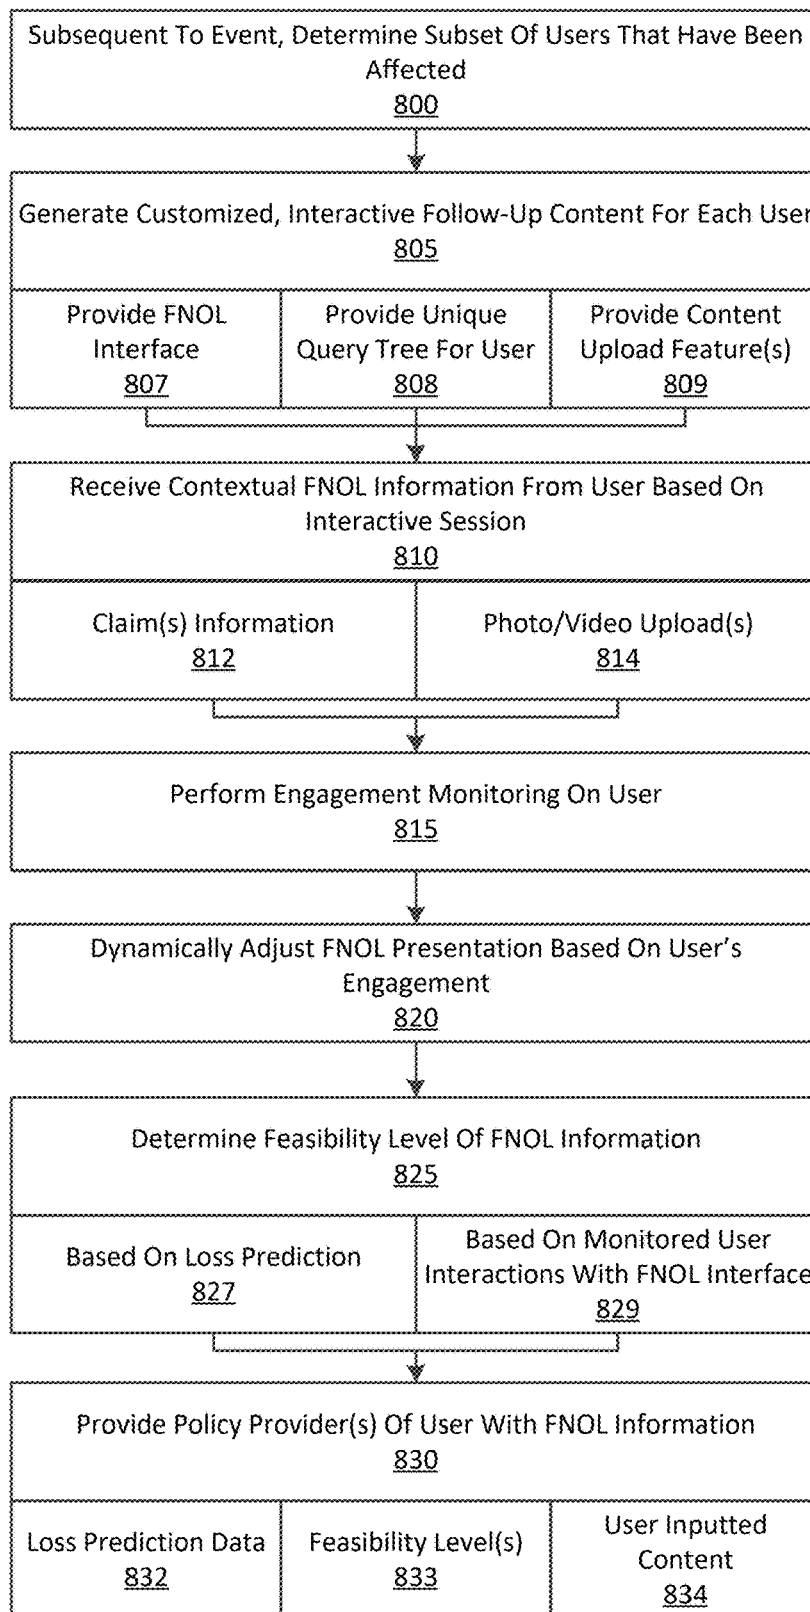 Subsequent To Event, Determine Subset Of Users That Have Been
Affected
800
Generate Customized, Interactive Follow-Up Content For Each User
805
Provide FNOL
Interface
807
Provide Unique
Query Tree For User
808
Provide Content
Upload Feature(s)
809
Receive Contextual FNOL Information From User Based On
Interactive Session
810
Claim(s) Information
812
Photo/Video Upload(s)
814
Perform Engagement Monitoring On User
815
Dynamically Adjust FNOL Presentation Based On User's
Engagement
820
Determine Feasibility Level Of FNOL Information
825
Based On Loss Prediction
827
Based On Monitored User
Interactions With FNOL Interface
829
Provide Policy Provider(s) Of User With FNOL Information
830
Loss Prediction Data
832
Feasibility Level(s)
833
User Inputted
Content
834